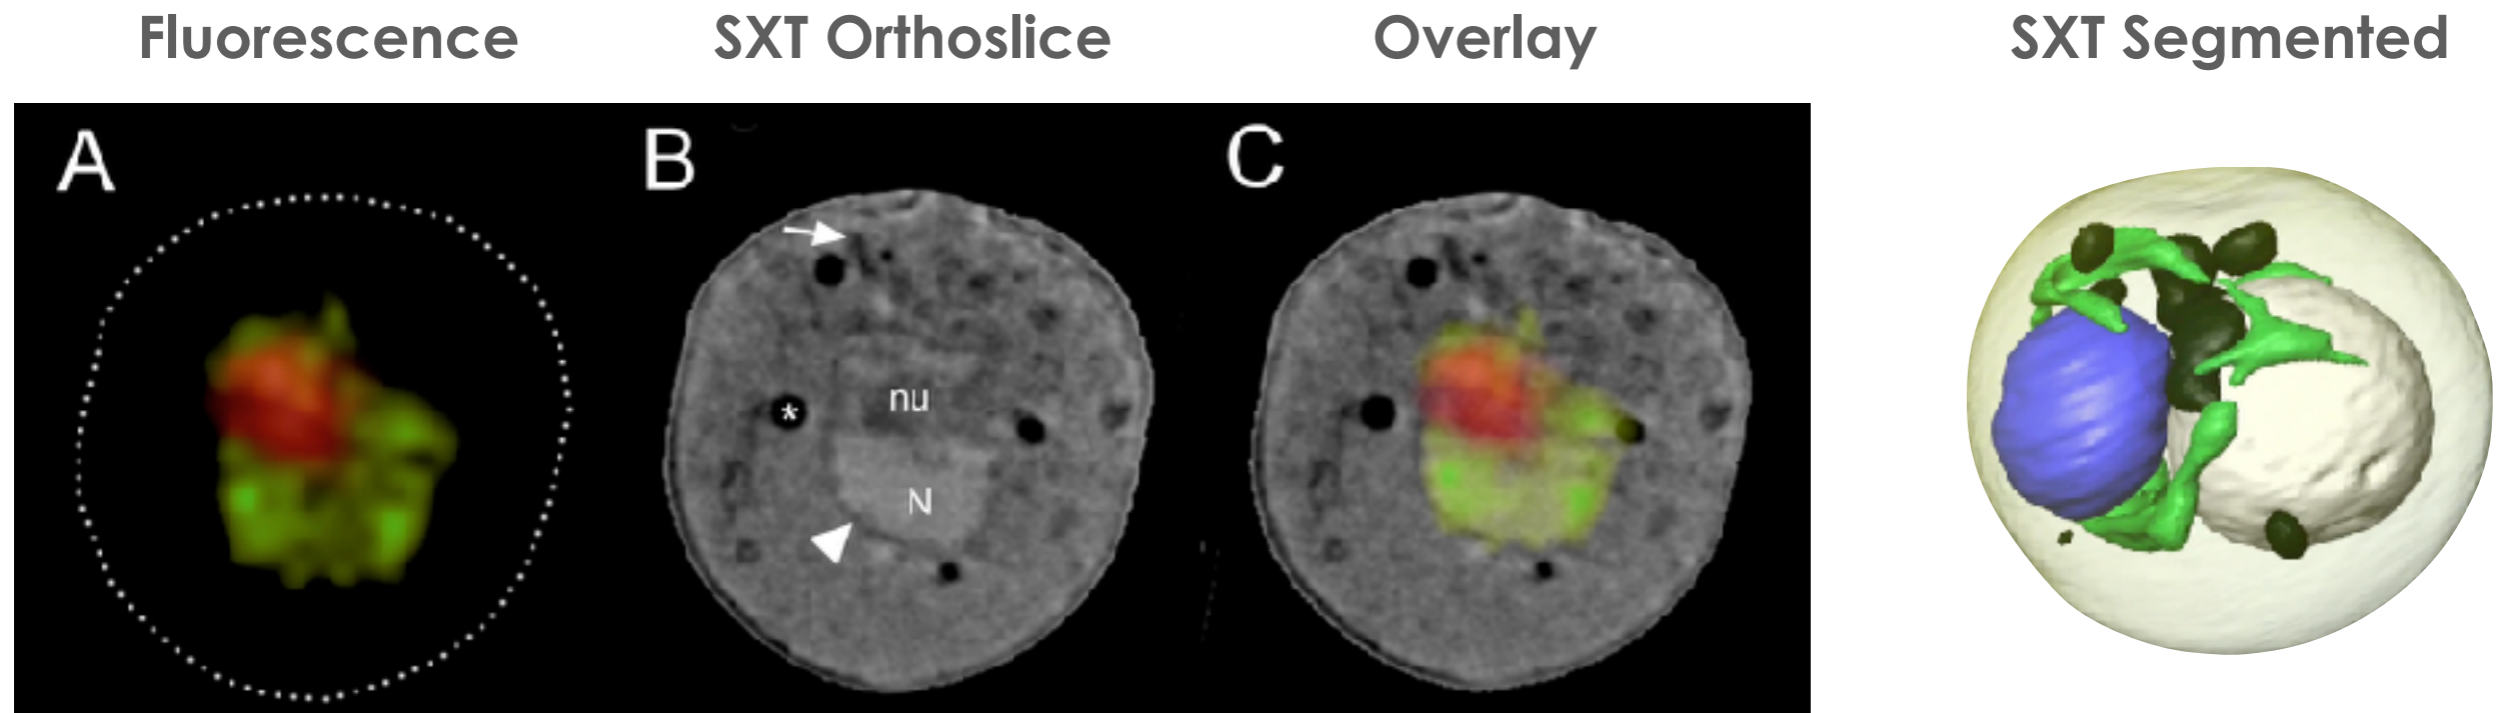 Fluorescence
SXT Orthoslice
Overlay
SXT Segmented
A
B
C
nu
*
N